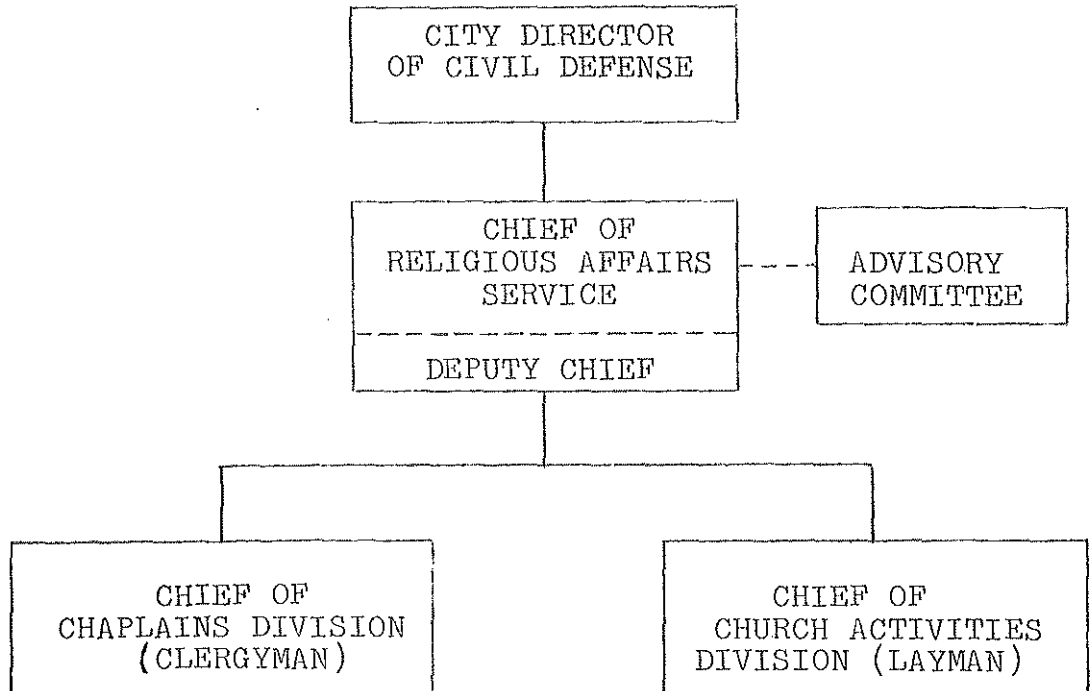 CITY DIRECTOR
OF CIVIL DEFENSE
CHIEF OF
RELIGIOUS AFFAIRS
SERVICE
ADVISORY
COMMITTEE
DEPUTY CHIEF
CHIEF OF
CHAPLAINS DIVISION
(CLERGYMAN)
CHIEF OF
CHURCH ACTIVITIES
DIVISION (LAYMAN)